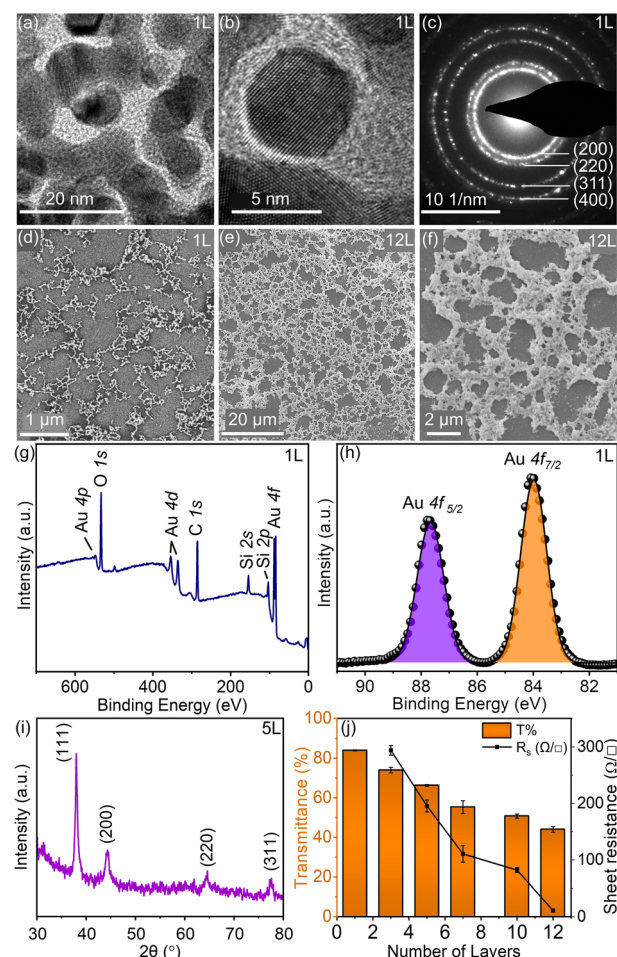 (a)
1L
20 nm
(b)
1L
5 nm
(c)
1L
(200)
(220)
(311)
(400)
10 1/nm
(d)
1L
1 µm
(e)
12L
20 µm
(f)
12L
2 µm
(g)
1L
Au 4p
O 1s
Au 4d
C 1s
Si 2s
Si 2p
Au 4f
Intensity (a.u.)
600 400 200 0
Binding Energy (eV)
(h)
1L
Au 4f7/2
Au 4f5/2
Intensity (a.u.)
90 88 86 84 82
Binding Energy (eV)
(i)
5L
(111)
(200)
(220)
(311)
Intensity (a.u.)
30 40 50 60 70 80
2θ (°)
(j)
T%
Rs (Ω/□)
Transmittance (%)
100
80
60
40
20
0
Sheet resistance (Ω/□)
300
200
100
0
0 2 4 6 8 10 12
Number of Layers